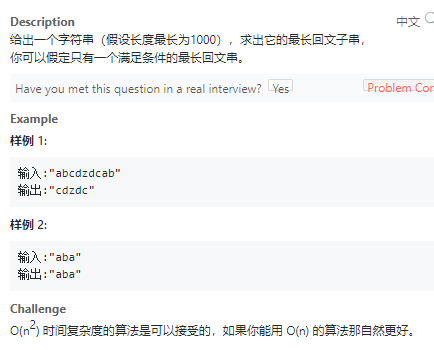 Description
中文
给出一个字符串（假设长度最长为1000），求出它的最长回文子串，
你可以假定只有一个满足条件的最长回文串。
Have you met this question in a real interview? Yes
Problem Cor
Example
样例 1:
输入:"abcdzdcab"
输出:"cdzdc"
样例 2:
输入:"aba"
输出:"aba"
Challenge
O(n²) 时间复杂度的算法是可以接受的，如果你能用 O(n) 的算法那自然更好。